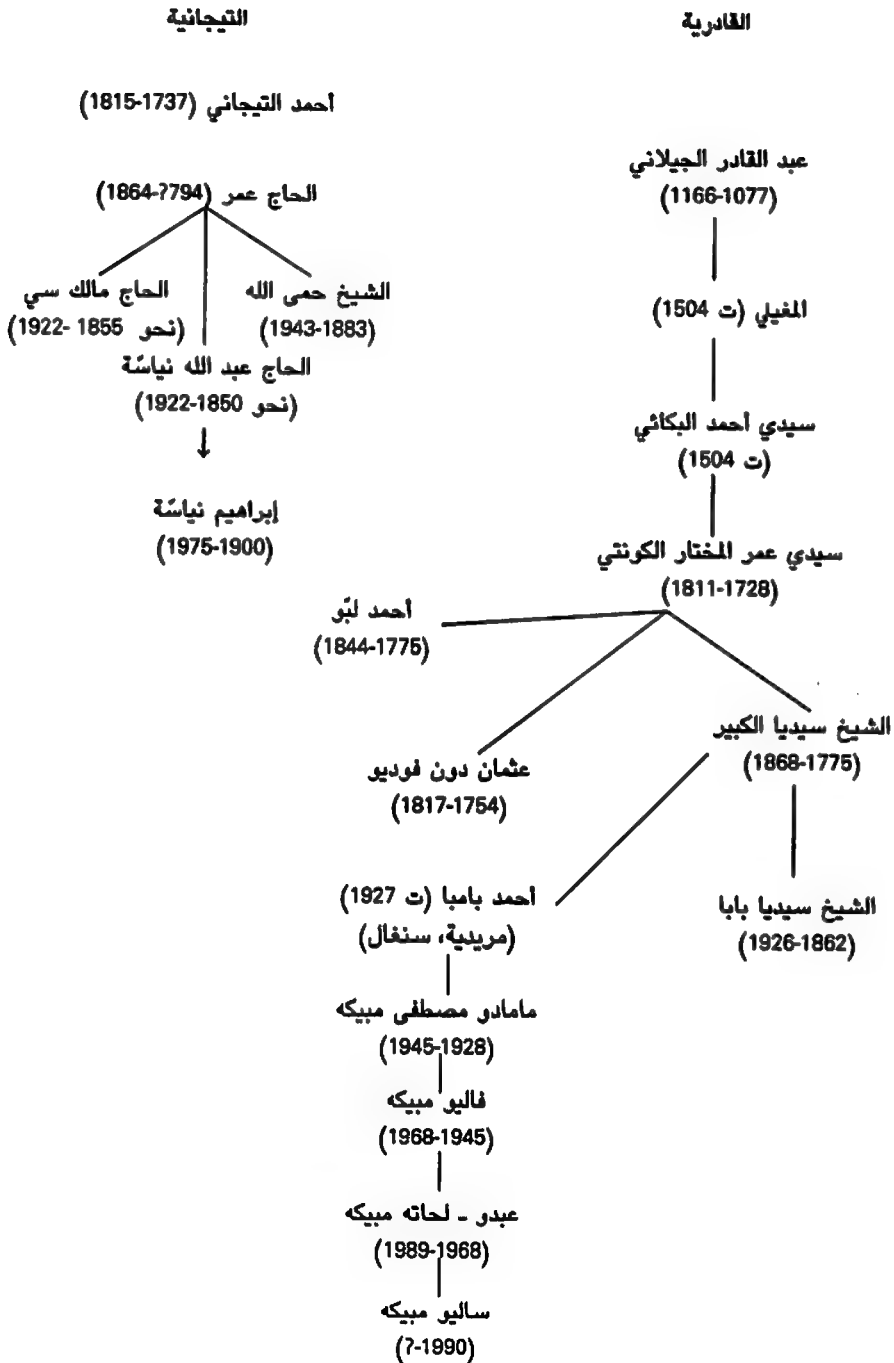 القادرية
عبد القادر الجيلاني
(1166-1077)
المغيلي (ت 1504)
سيدي أحمد البكائي
(ت 1504)
سيدي عمر المختار الكونتي
(1811-1728)
أحمد لبّو
(1844-1775)
عثمان دون فوديو
(1817-1754)
الشيخ سيديا الكبير
(1868-1775)
الشيخ سيديا بابا
(1926-1862)
أحمد بامبا (ت 1927)
(مريدية، سنغال)
مامادو مصطفى مبيكه
(1945-1928)
فاليو مبيكه
(1968-1945)
عبدو - لحاته مبيكه
(1989-1968)
ساليو مبيكه
(?-1990)
التيجانية
أحمد التيجاني (1815-1737)
الحاج عمر (1864-?794)
الشيخ حمى الله
(1943-1883)
الحاج مالك سي
(نحو 1855 -1922)
الحاج عبد الله نياسّة
(نحو 1850-1922)
إبراهيم نياسّة
(1975-1900)